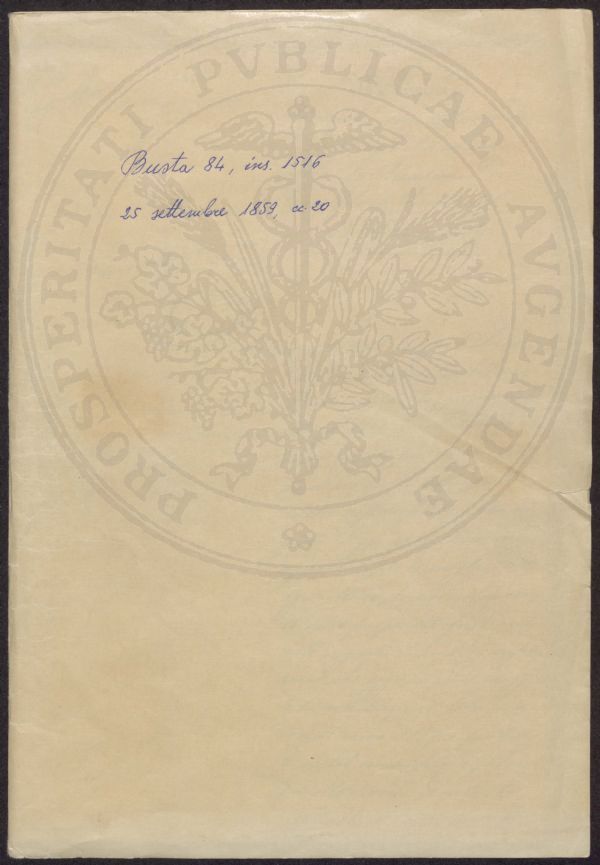 PROSPERITATI PVBLICAE AVGENDAE
Busta 84, ins. 1516
25 settembre 1859, cc. 20